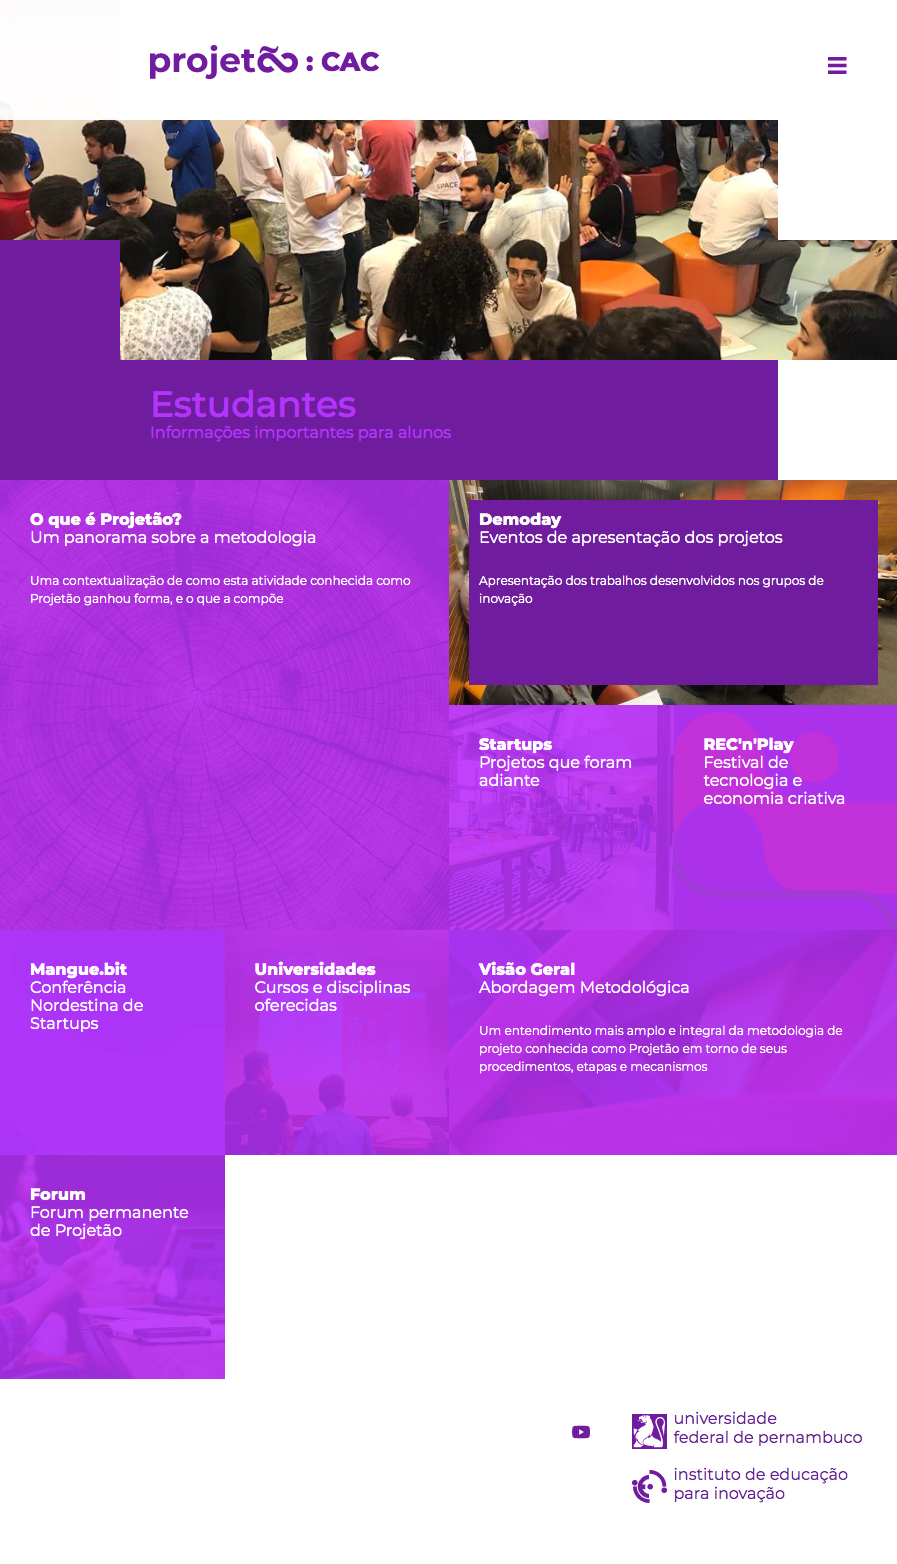 projetão : CAC
SPACE
Estudantes
Informações importantes para alunos
O que é Projetão?
Um panorama sobre a metodologia
Uma contextualização de como esta atividade conhecida como
Projetão ganhou forma, e o que a compõe
Demoday
Eventos de apresentação dos projetos
Apresentação dos trabalhos desenvolvidos nos grupos de
inovação
Startups
Projetos que foram
adiante
REC'n'Play
Festival de
tecnologia e
economia criativa
Mangue.bit
Conferência
Nordestina de
Startups
Universidades
Cursos e disciplinas
oferecidas
Visão Geral
Abordagem Metodológica
Um entendimento mais amplo e integral da metodologia de
projeto conhecida como Projetão em torno de seus
procedimentos, etapas e mecanismos
Forum
Forum permanente
de Projetão
universidade
federal de pernambuco
instituto de educação
para inovação